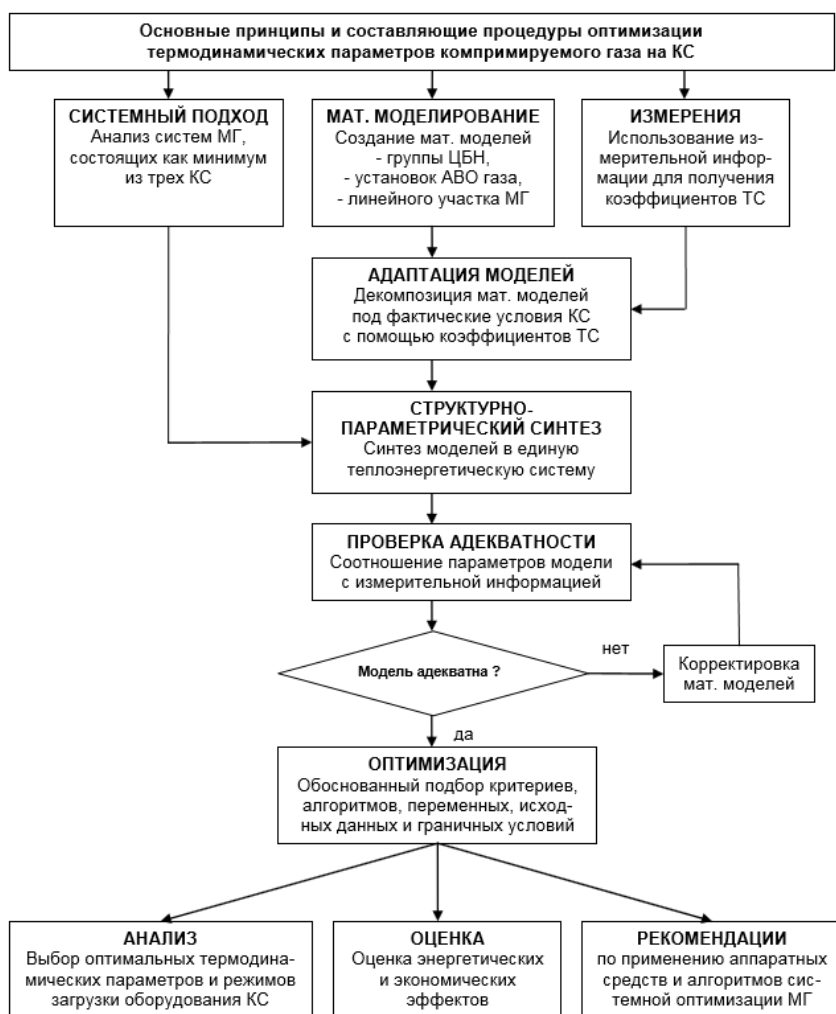 Основные принципы и составляющие процедуры оптимизации
термодинамических параметров компримируемого газа на КС
СИСТЕМНЫЙ ПОДХОД
Анализ систем МГ,
состоящих как минимум
из трех КС
МАТ. МОДЕЛИРОВАНИЕ
Создание мат. моделей
- группы ЦБН,
- установок АВО газа,
- линейного участка МГ
ИЗМЕРЕНИЯ
Использование из-
мерительной инфор-
мации для получения
коэффициентов ТС
АДАПТАЦИЯ МОДЕЛЕЙ
Декомпозиция мат. моделей
под фактические условия КС
с помощью коэффициентов ТС
СТРУКТУРНО-
ПАРАМЕТРИЧЕСКИЙ СИНТЕЗ
Синтез моделей в единую
теплоэнергетическую систему
ПРОВЕРКА АДЕКВАТНОСТИ
Соотношение параметров модели
с измерительной информацией
Модель адекватна ?
нет
Корректировка
мат. моделей
да
ОПТИМИЗАЦИЯ
Обоснованный подбор критериев,
алгоритмов, переменных, исход-
ных данных и граничных условий
АНАЛИЗ
Выбор оптимальных термодина-
мических параметров и режимов
загрузки оборудования КС
ОЦЕНКА
Оценка энергетических
и экономических
эффектов
РЕКОМЕНДАЦИИ
по применению аппаратных
средств и алгоритмов сис-
темной оптимизации МГ